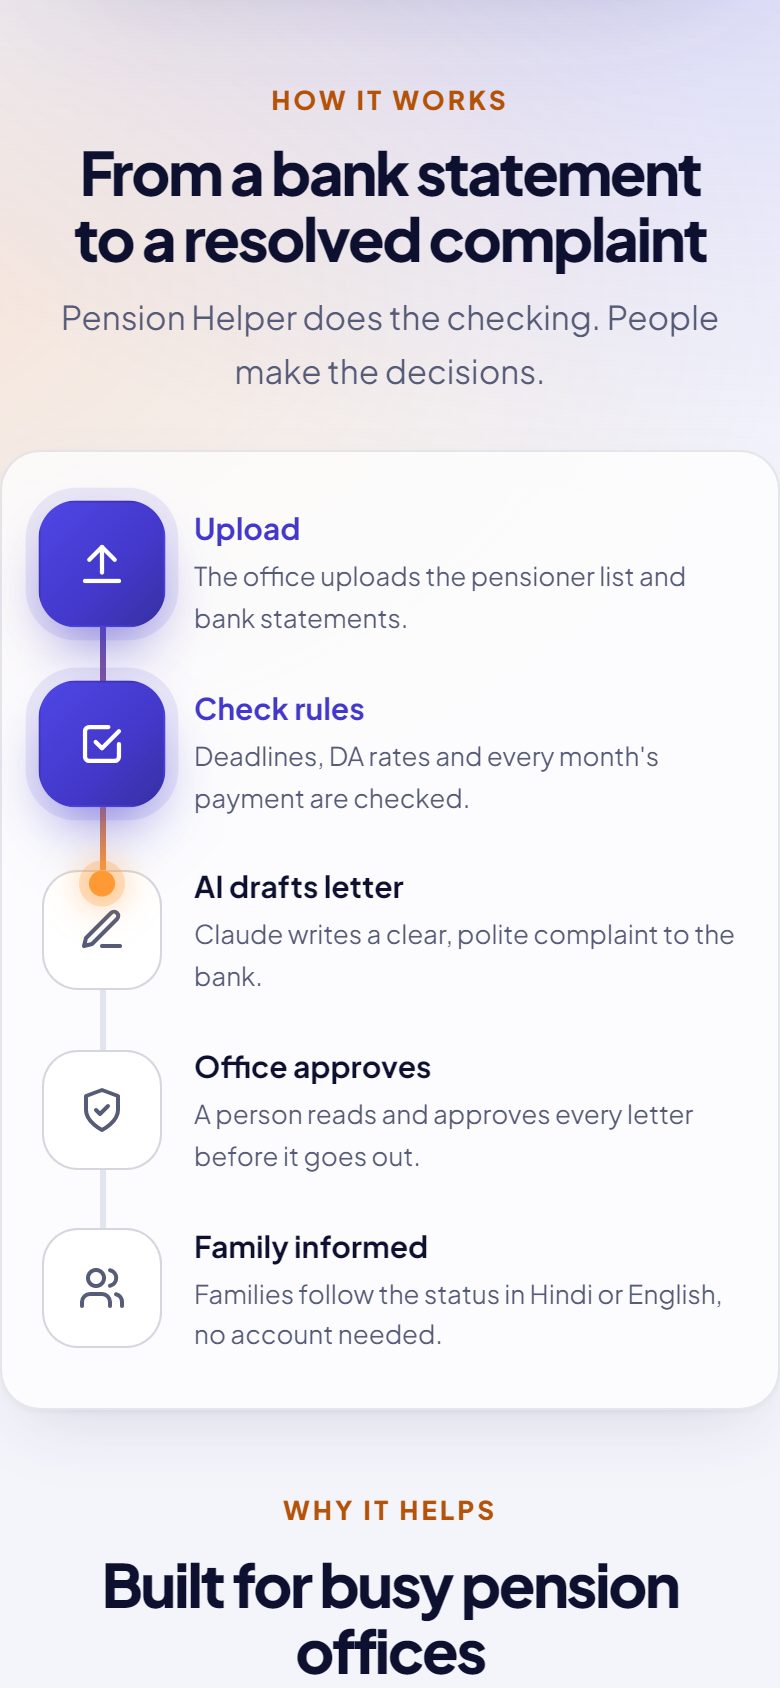 HOW IT WORKS
From a bank statement
to a resolved complaint
Pension Helper does the checking. People
make the decisions.
Upload
The office uploads the pensioner list and
bank statements.
Check rules
Deadlines, DA rates and every month's
payment are checked.
AI drafts letter
Claude writes a clear, polite complaint to the
bank.
Office approves
A person reads and approves every letter
before it goes out.
Family informed
Families follow the status in Hindi or English,
no account needed.
WHY IT HELPS
Built for busy pension
offices